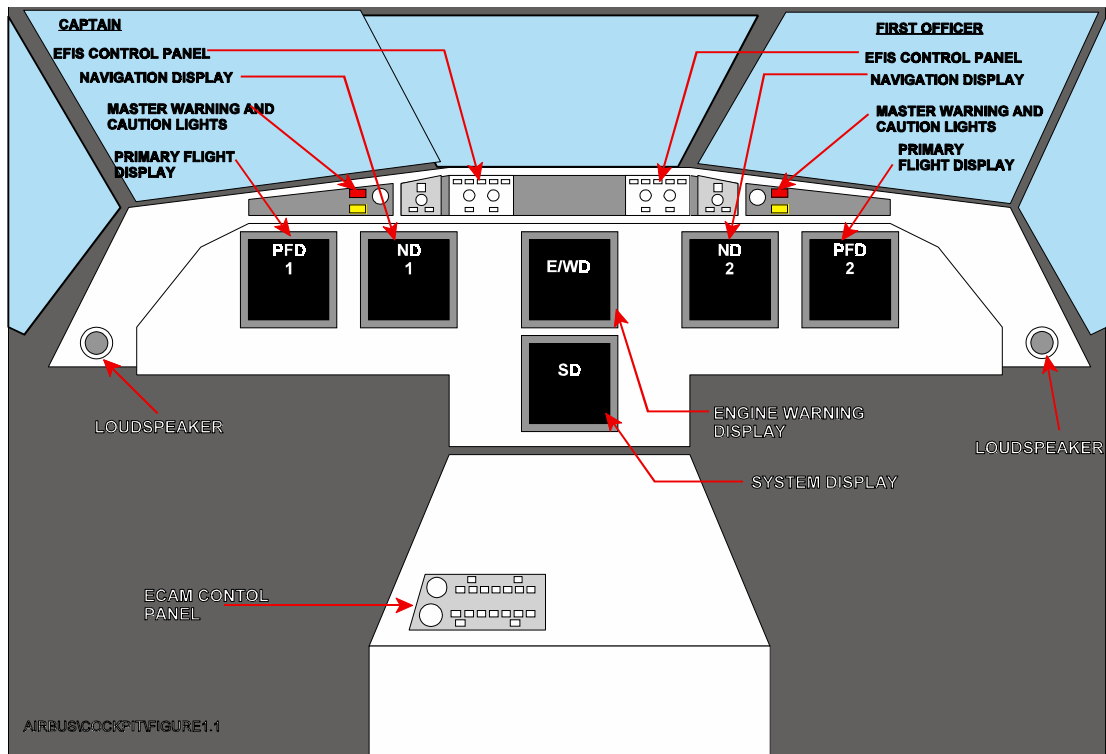 CAPTAIN
EFIS CONTROL PANEL
NAVIGATION DISPLAY
MASTER WARNING AND
CAUTION LIGHTS
PRIMARY FLIGHT
DISPLAY
FIRST OFFICER
EFIS CONTROL PANEL
NAVIGATION DISPLAY
MASTER WARNING AND
CAUTION LIGHTS
PRIMARY
FLIGHT DISPLAY
PFD
1
ND
1
E/WD
ND
2
PFD
2
SD
LOUDSPEAKER
ENGINE WARNING
DISPLAY
LOUDSPEAKER
SYSTEM DISPLAY
ECAM CONTOL
PANEL
AIRBUS\COCKPIT\FIGURE1.1